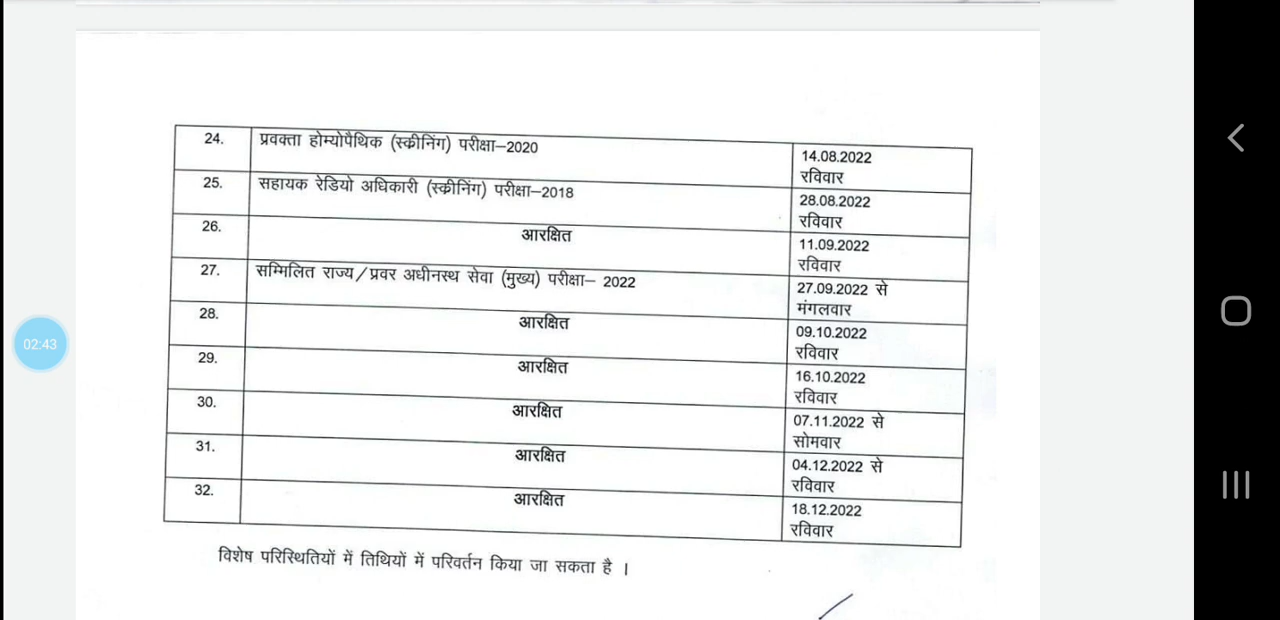 24. प्रवक्ता होम्योपैथिक (स्क्रीनिंग) परीक्षा–2020 14.08.2022
रविवार
25. सहायक रेडियो अधिकारी (स्क्रीनिंग) परीक्षा–2018 28.08.2022
रविवार
26. आरक्षित 11.09.2022
रविवार
27. सम्मिलित राज्य/प्रवर अधीनस्थ सेवा (मुख्य) परीक्षा– 2022 27.09.2022 से
मंगलवार
28. आरक्षित 09.10.2022
रविवार
29. आरक्षित 16.10.2022
रविवार
30. आरक्षित 07.11.2022 से
सोमवार
31. आरक्षित 04.12.2022 से
रविवार
32. आरक्षित 18.12.2022
रविवार
विशेष परिस्थितियों में तिथियों में परिवर्तन किया जा सकता है ।
02:43